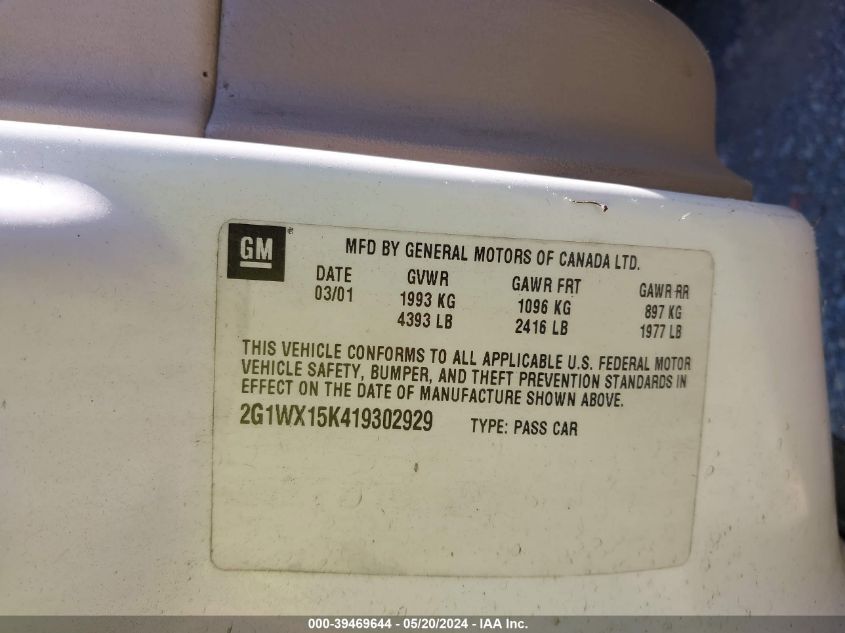 GM
MFD BY GENERAL MOTORS OF CANADA LTD.
DATE GVWR GAWR FRT GAWR RR
03/01 1993 KG 1096 KG 897 KG
4393 LB 2416 LB 1977 LB
THIS VEHICLE CONFORMS TO ALL APPLICABLE U.S. FEDERAL MOTOR
VEHICLE SAFETY, BUMPER, AND THEFT PREVENTION STANDARDS IN
EFFECT ON THE DATE OF MANUFACTURE SHOWN ABOVE.
2G1WX15K419302929 TYPE: PASS CAR
000-39469644 / 05/20/2024 - IAA Inc.